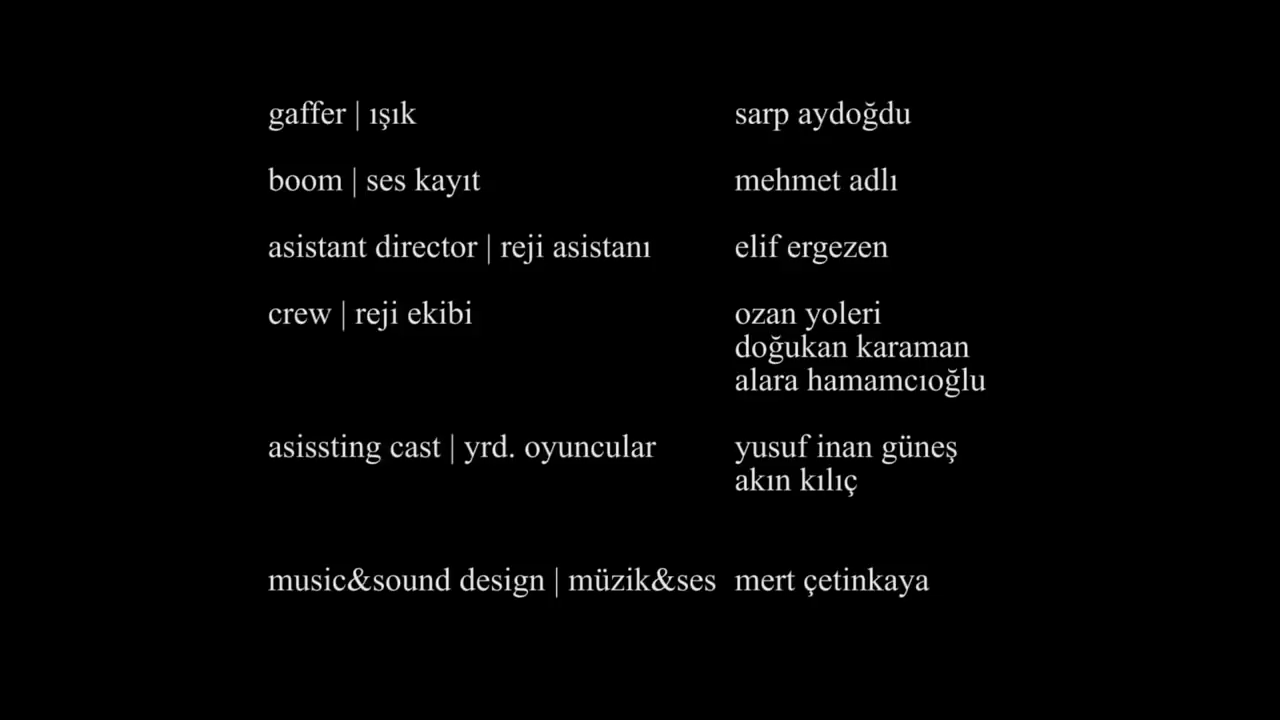 gaffer | ışık sarp aydoğdu
boom | ses kayıt mehmet adlı
asistant director | reji asistanı elif ergezen
crew | reji ekibi ozan yoleri
doğukan karaman
alara hamamcıoğlu
asissting cast | yrd. oyuncular yusuf inan güneş
akın kılıç
music&sound design | müzik&ses mert çetinkaya